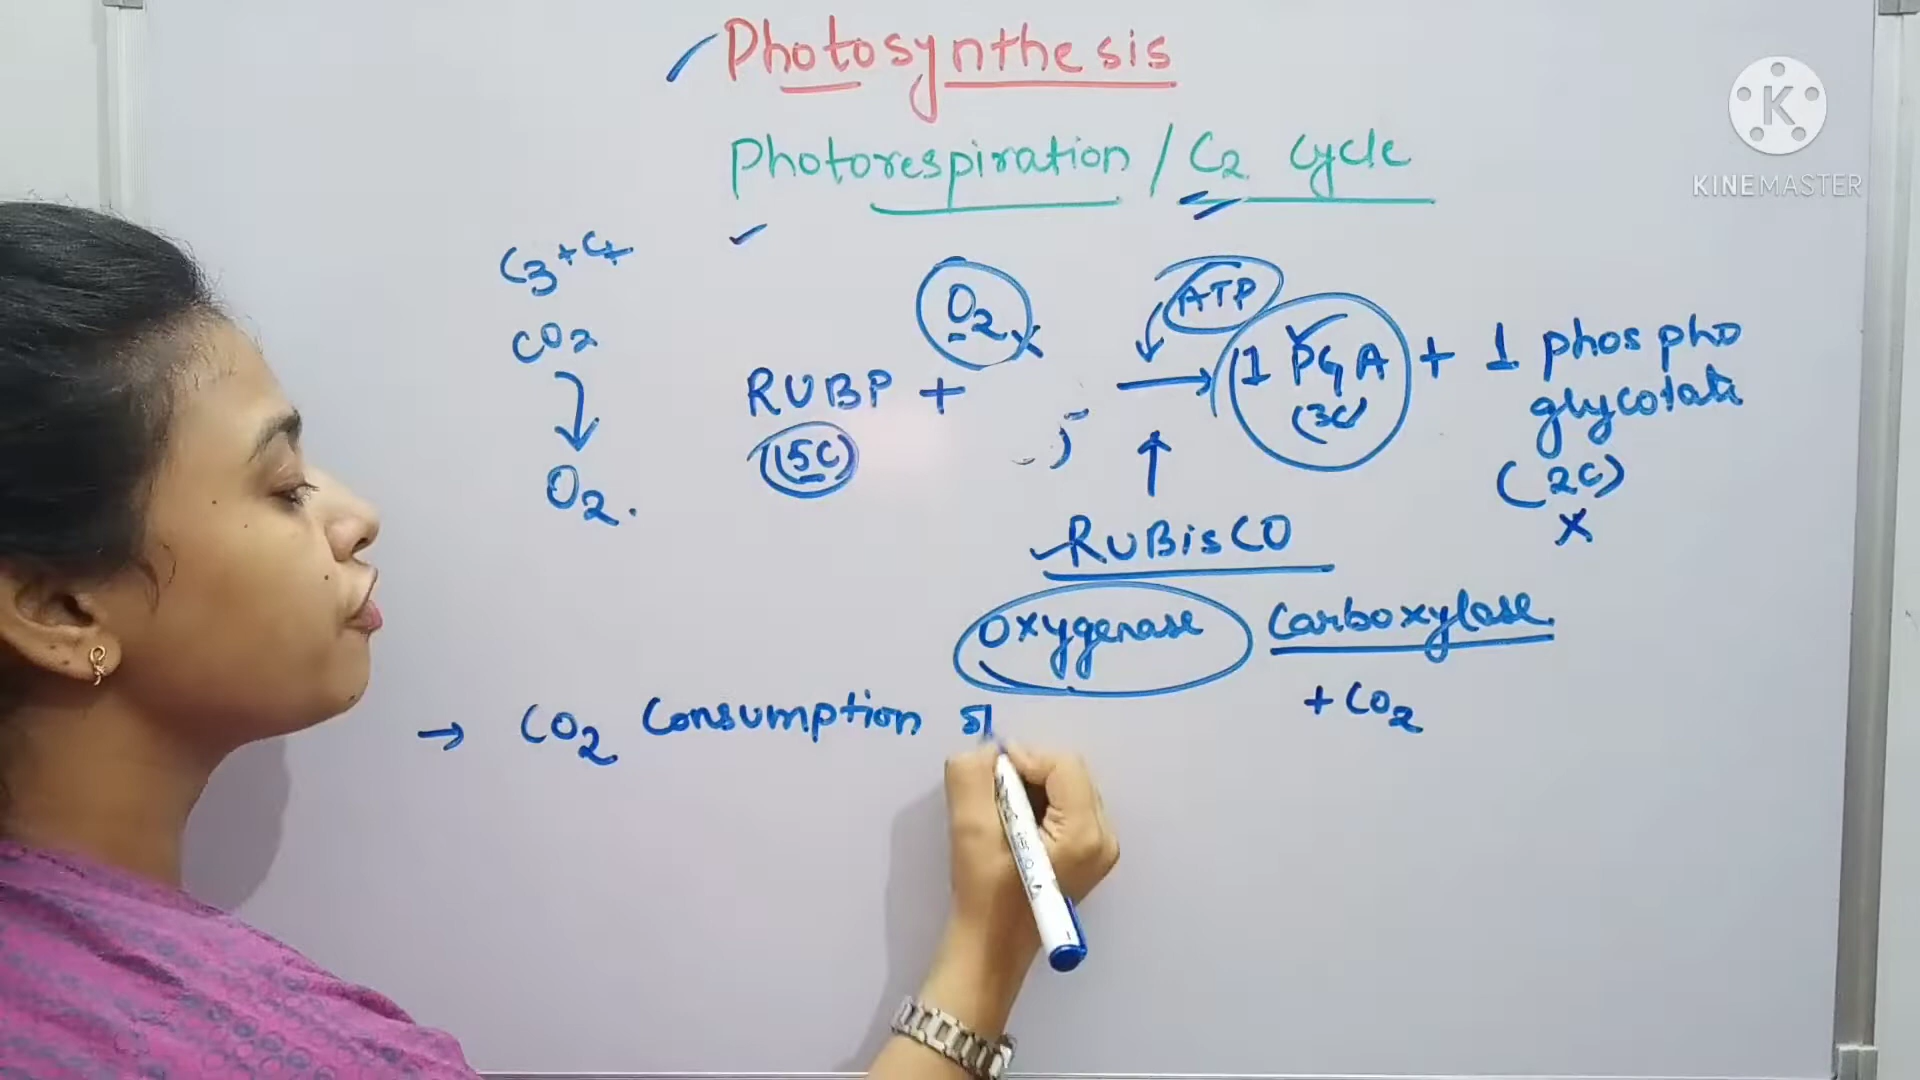 Photosynthesis
Photorespiration / C2 cycle
C3 + C4
CO2
O2.
O2 x
ATP
RUBP +
1 PGA + 1 phospho
glycolate
(5C)
(3C)
(2C)
x
RUBisCO
oxygenase carboxylase
+ CO2
→ CO2 Consumption
K
KINEMASTER